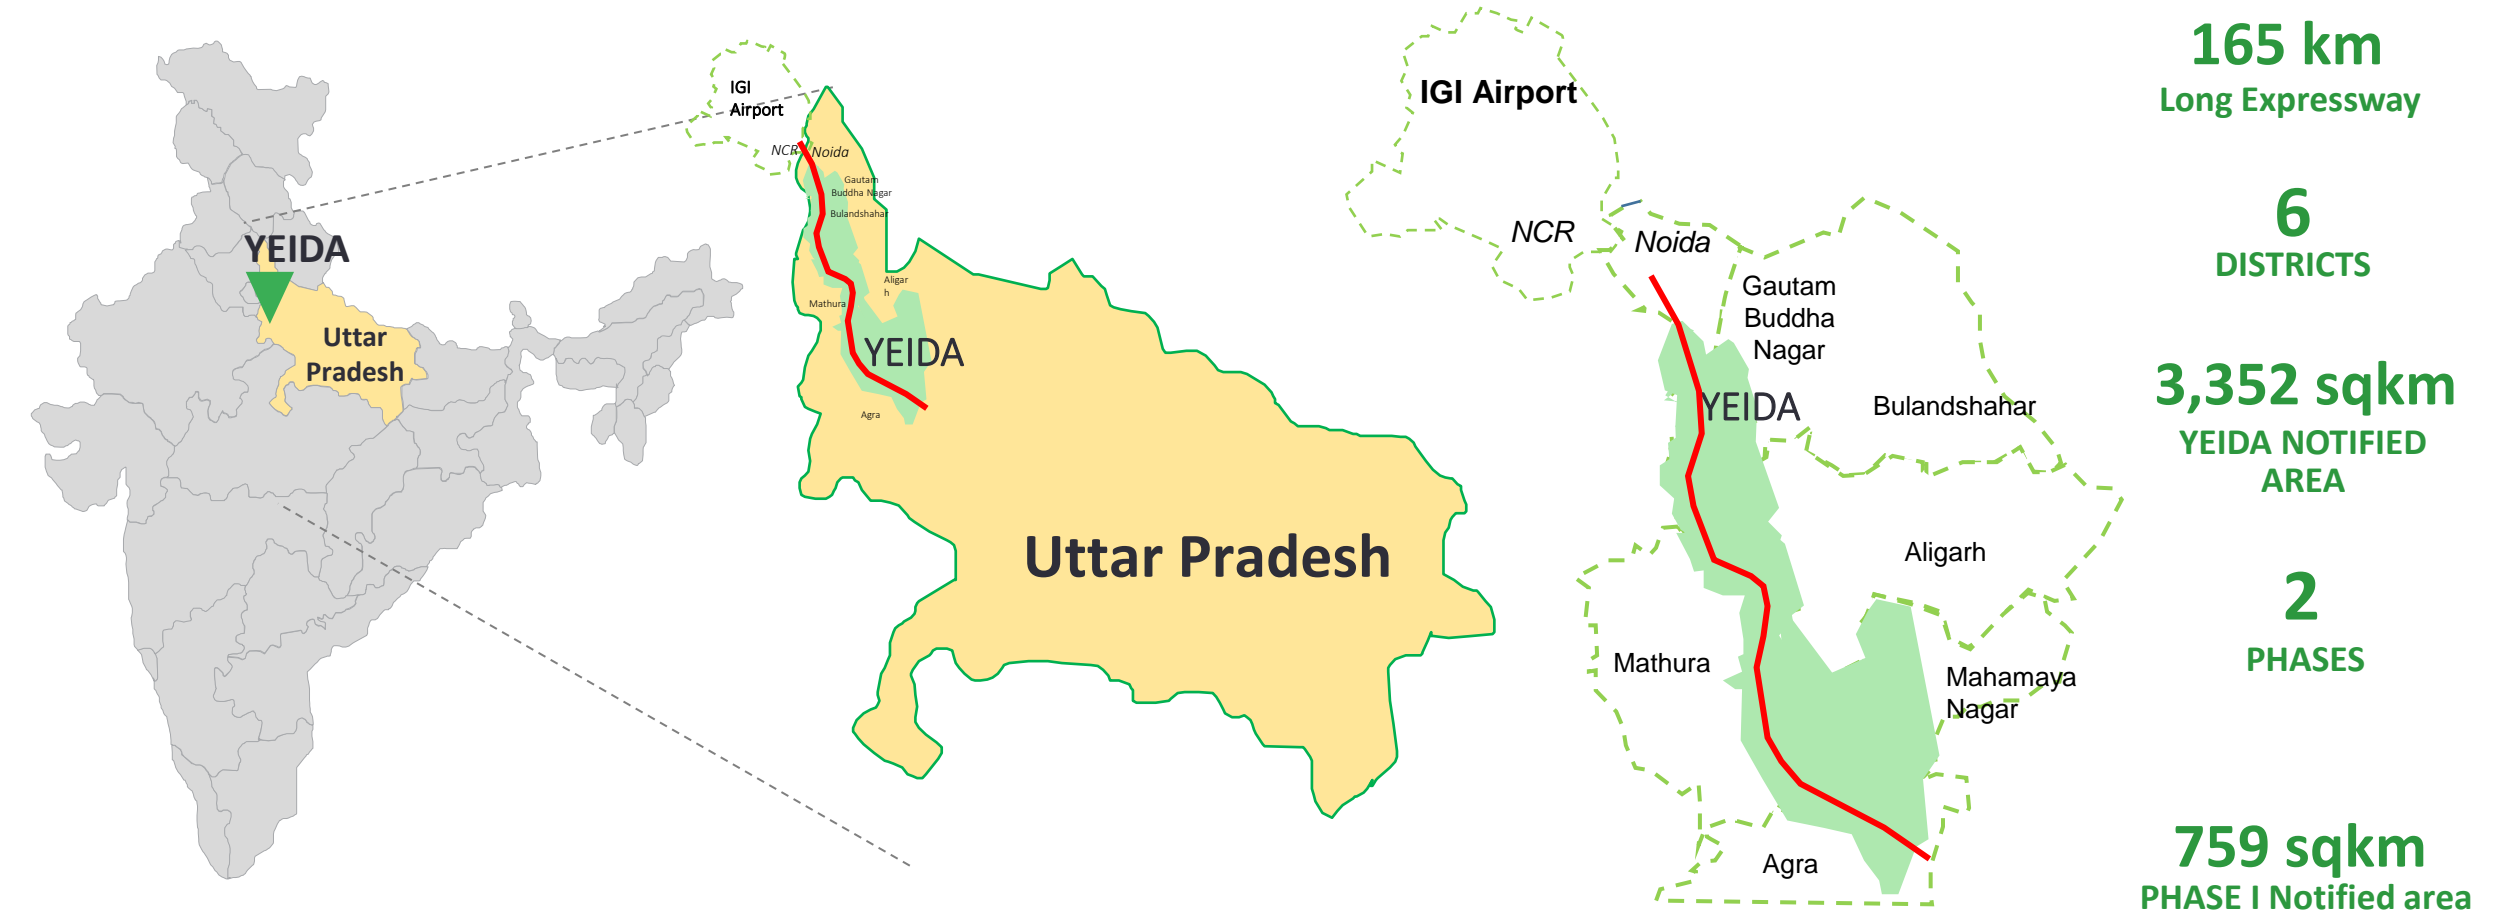 YEIDA
Uttar
Pradesh
IGI
Airport
NCR
Noida
Gautam
Buddha Nagar
Bulandshahar
Aligar
h
Mathura
YEIDA
Agra
Uttar Pradesh
IGI Airport
NCR
Noida
Gautam
Buddha
Nagar
YEIDA
Bulandshahar
Aligarh
Mathura
Mahamaya
Nagar
Agra
165 km
Long Expressway
6
DISTRICTS
3,352 sqkm
YEIDA NOTIFIED
AREA
2
PHASES
759 sqkm
PHASE I Notified area